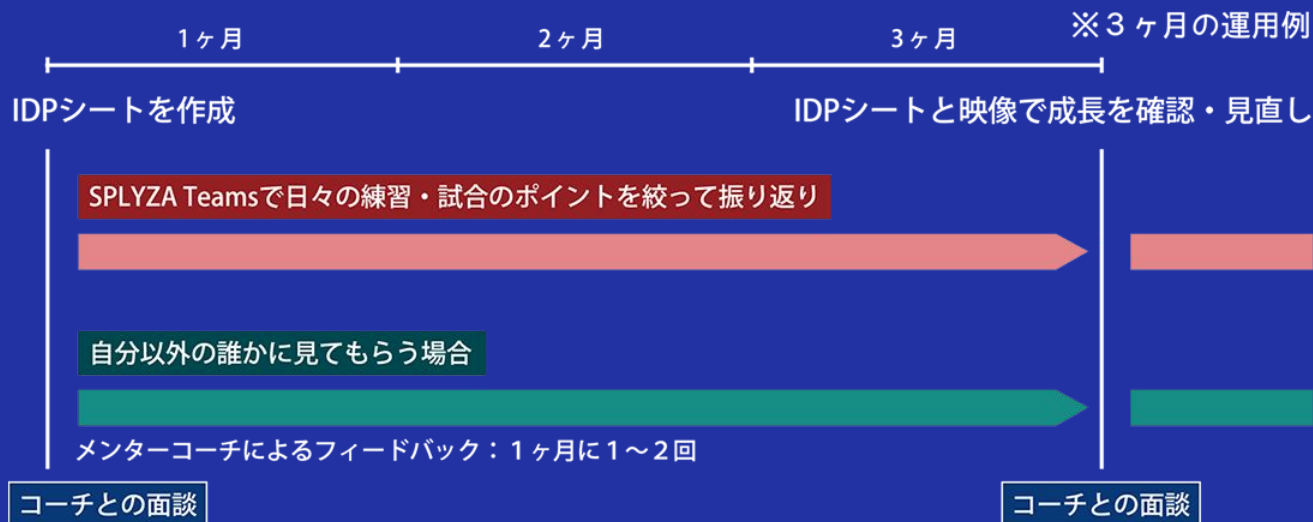 ※３ヶ月の運用例
1ヶ月
2ヶ月
3ヶ月
IDPシートを作成
IDPシートと映像で成長を確認・見直し
SPLYZA Teamsで日々の練習・試合のポイントを絞って振り返り
自分以外の誰かに見てもらう場合
メンターコーチによるフィードバック：１ヶ月に１～２回
コーチとの面談
コーチとの面談